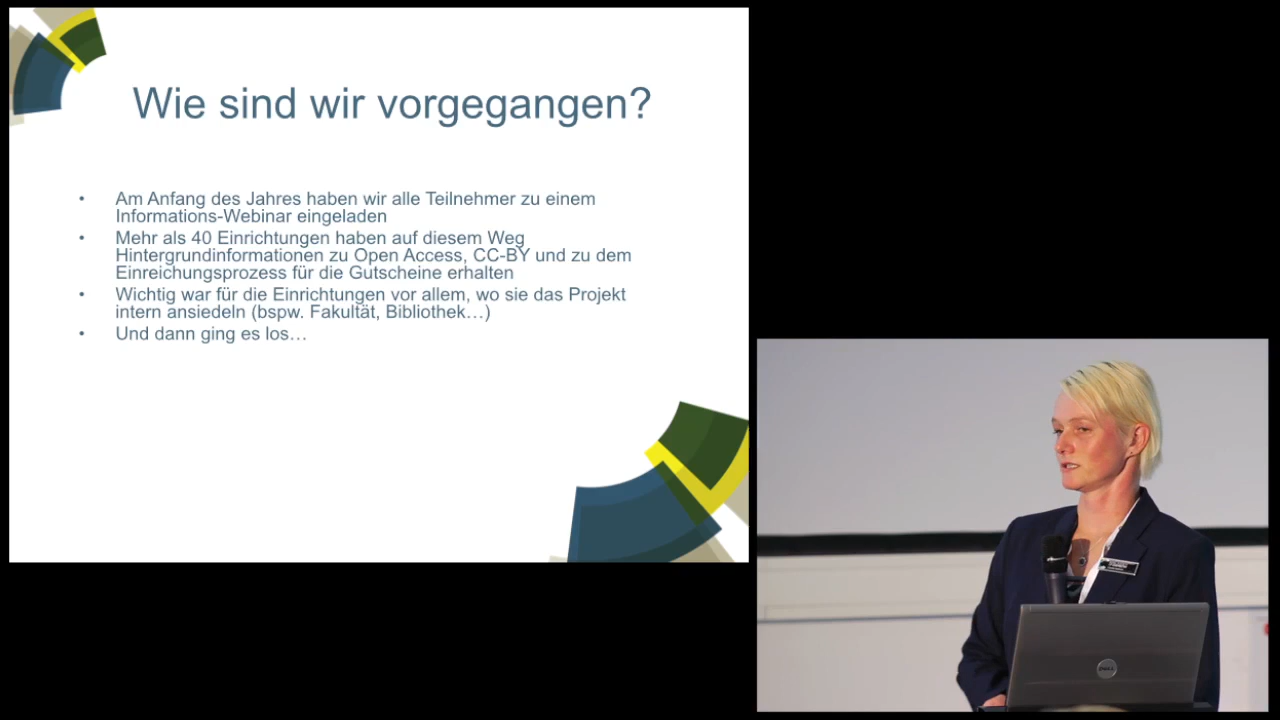 Wie sind wir vorgegangen?
• Am Anfang des Jahres haben wir alle Teilnehmer zu einem
Informations-Webinar eingeladen
• Mehr als 40 Einrichtungen haben auf diesem Weg
Hintergrundinformationen zu Open Access, CC-BY und zu dem
Einreichungsprozess für die Gutscheine erhalten
• Wichtig war für die Einrichtungen vor allem, wo sie das Projekt
intern ansiedeln (bspw. Fakultät, Bibliothek…)
• Und dann ging es los…
DELL